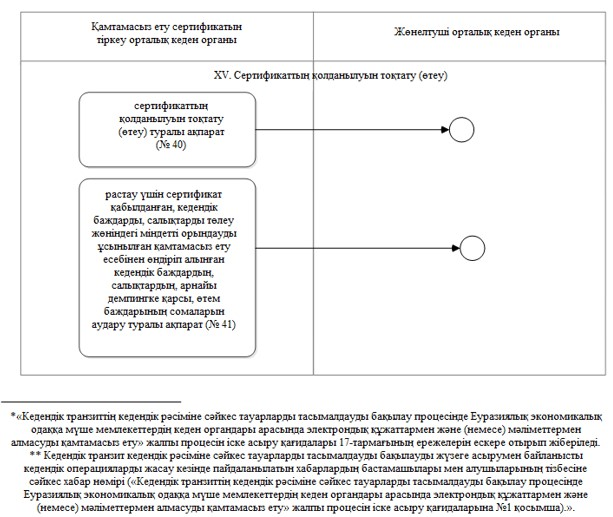 Қамтамасыз ету сертификатын
тіркеу орталық кеден органы
Жөнелтуші орталық кеден органы
XV. Сертификаттың қолданылуын тоқтату (өтеу)
сертификаттың
қолданылуын тоқтату
(өтеу) туралы ақпарат
(№ 40)
растау үшін сертификат
қабылданған, кедендік
баждарды, салықтарды төлеу
жөніндегі міндетті орындауды
ұсынылған қамтамасыз ету
есебінен өндіріп алынған
кедендік баждардың,
салықтардың, арнайы
демпингке қарсы, өтем
баждарының сомаларын
аудару туралы ақпарат (№ 41)
*«Кедендік транзиттің кедендік рәсіміне сәйкес тауарларды тасымалдауды бақылау процесінде Еуразиялық экономикалық
одаққа мүше мемлекеттердің кеден органдары арасында электрондық құжаттармен және (немесе) мәліметтермен
алмасуды қамтамасыз ету» жалпы процесін іске асыру қағидалары 17-тармағының ережелерін ескере отырып жіберіледі.
** Кедендік транзит кедендік рәсіміне сәйкес тауарларды тасымалдауды бақылауды жүзеге асырумен байланысты
кедендік операцияларды жасау кезінде пайдаланылатын хабарлардың бастамашылары мен алушыларының тізбесіне
сәйкес хабар нөмірі («Кедендік транзиттің кедендік рәсіміне сәйкес тауарларды тасымалдауды бақылау процесінде
Еуразиялық экономикалық одаққа мүше мемлекеттердің кеден органдары арасында электрондық құжаттармен және
(немесе) мәліметтермен алмасуды қамтамасыз ету» жалпы процесін іске асыру қағидаларына №1 қосымша).».